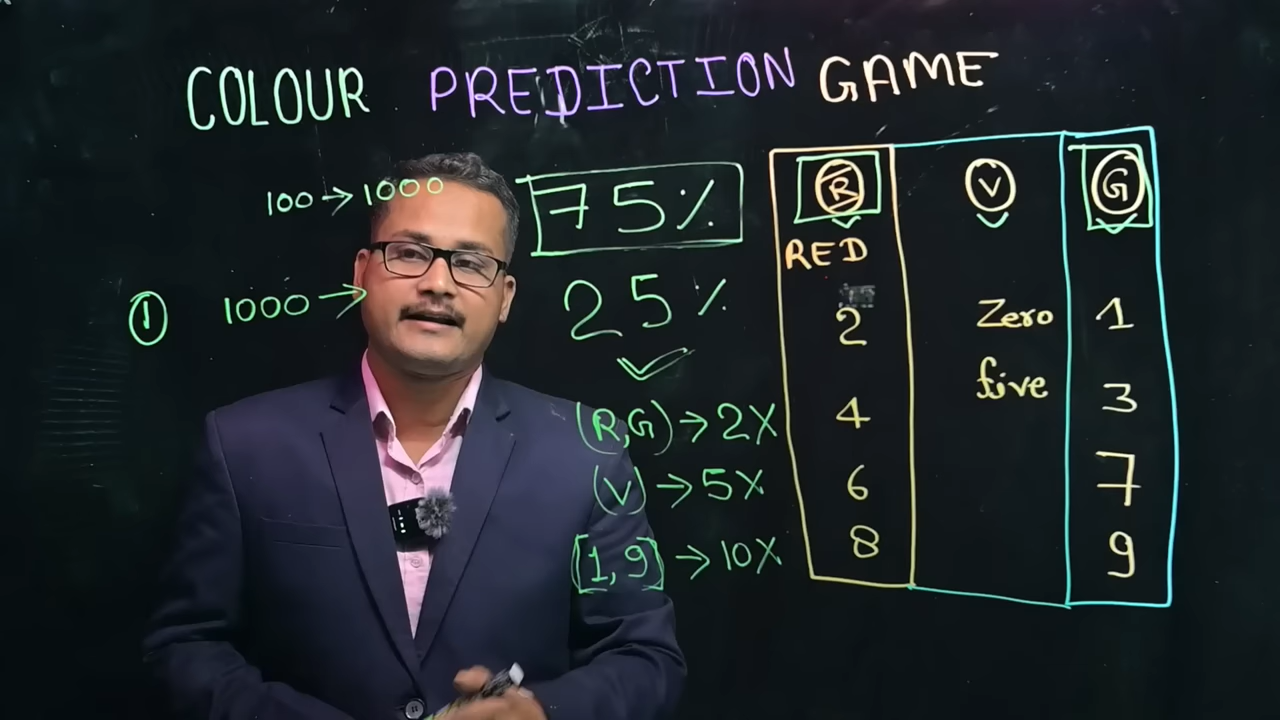 COLOUR PREDICTION GAME
100 → 1000
① 1000 →
75%
25%
(R,G) → 2X
(V) → 5X
[1,9] → 10X
R V G
RED
2 Zero 1
4 five 3
6 7
8 9